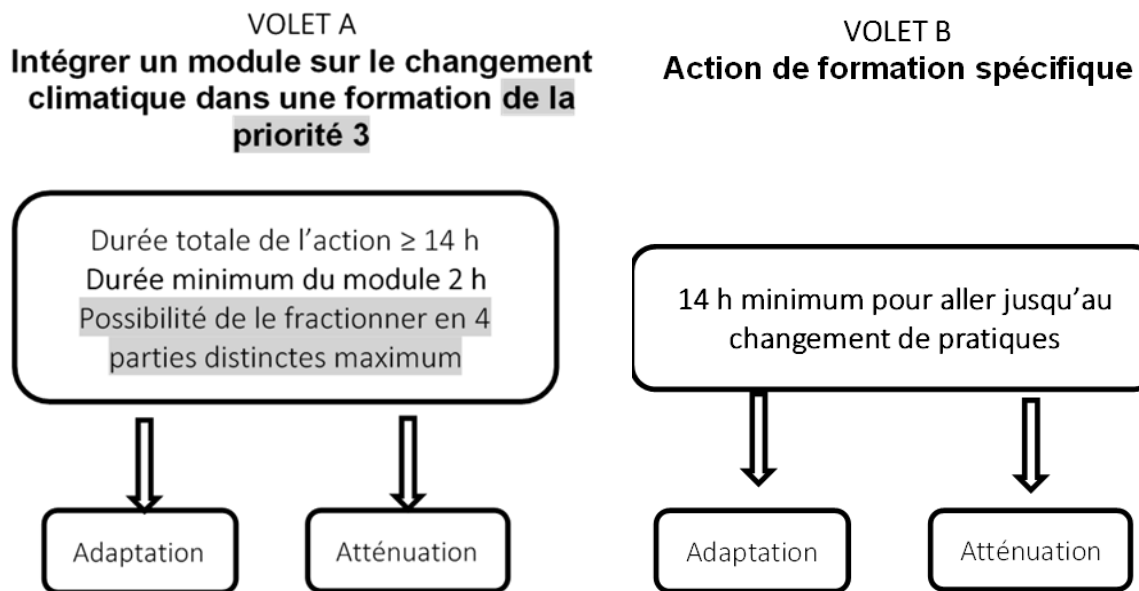 VOLET A
Intégrer un module sur le changement
climatique dans une formation de la
priorité 3
Durée totale de l'action ≥ 14 h
Durée minimum du module 2 h
Possibilité de le fractionner en 4
parties distinctes maximum
Adaptation
Atténuation
VOLET B
Action de formation spécifique
14 h minimum pour aller jusqu'au
changement de pratiques
Adaptation
Atténuation